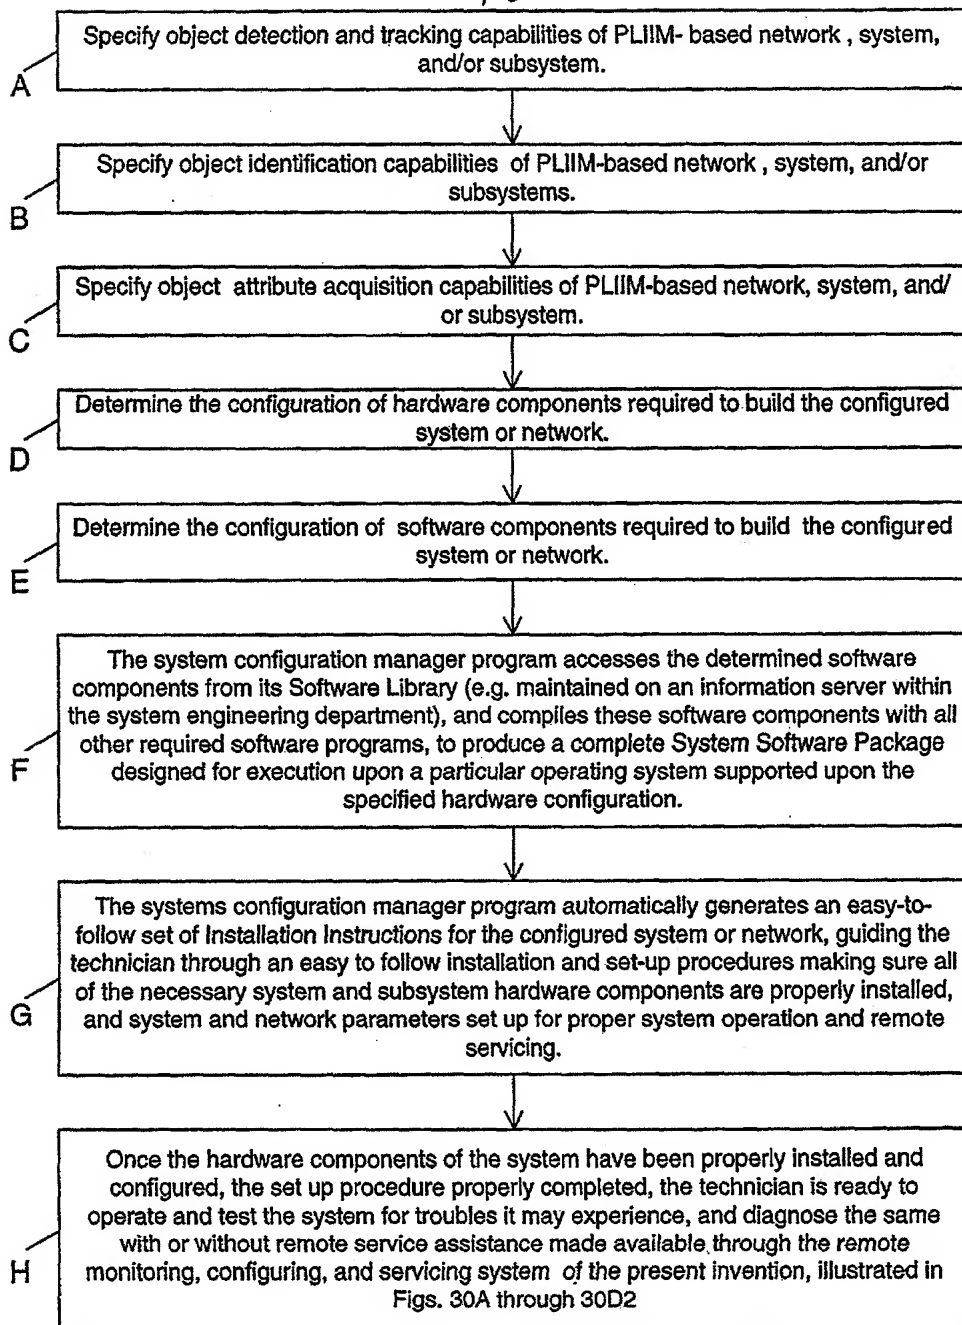 Specify object detection and tracking capabilities of PLIIM- based network , system,
and/or subsystem.
A
Specify object identification capabilities of PLIIM-based network , system, and/or
subsystems.
B
Specify object attribute acquisition capabilities of PLIIM-based network, system, and/
or subsystem.
C
Determine the configuration of hardware components required to build the configured
system or network.
D
Determine the configuration of software components required to build the configured
system or network.
E
The system configuration manager program accesses the determined software
components from its Software Library (e.g. maintained on an information server within
the system engineering department), and compiles these software components with all
other required software programs, to produce a complete System Software Package
designed for execution upon a particular operating system supported upon the
specified hardware configuration.
F
The systems configuration manager program automatically generates an easy-to-
follow set of Installation Instructions for the configured system or network, guiding the
technician through an easy to follow installation and set-up procedures making sure all
of the necessary system and subsystem hardware components are properly installed,
and system and network parameters set up for proper system operation and remote
servicing.
G
Once the hardware components of the system have been properly installed and
configured, the set up procedure properly completed, the technician is ready to
operate and test the system for troubles it may experience, and diagnose the same
with or without remote service assistance made available through the remote
monitoring, configuring, and servicing system of the present invention, illustrated in
Figs. 30A through 30D2
H